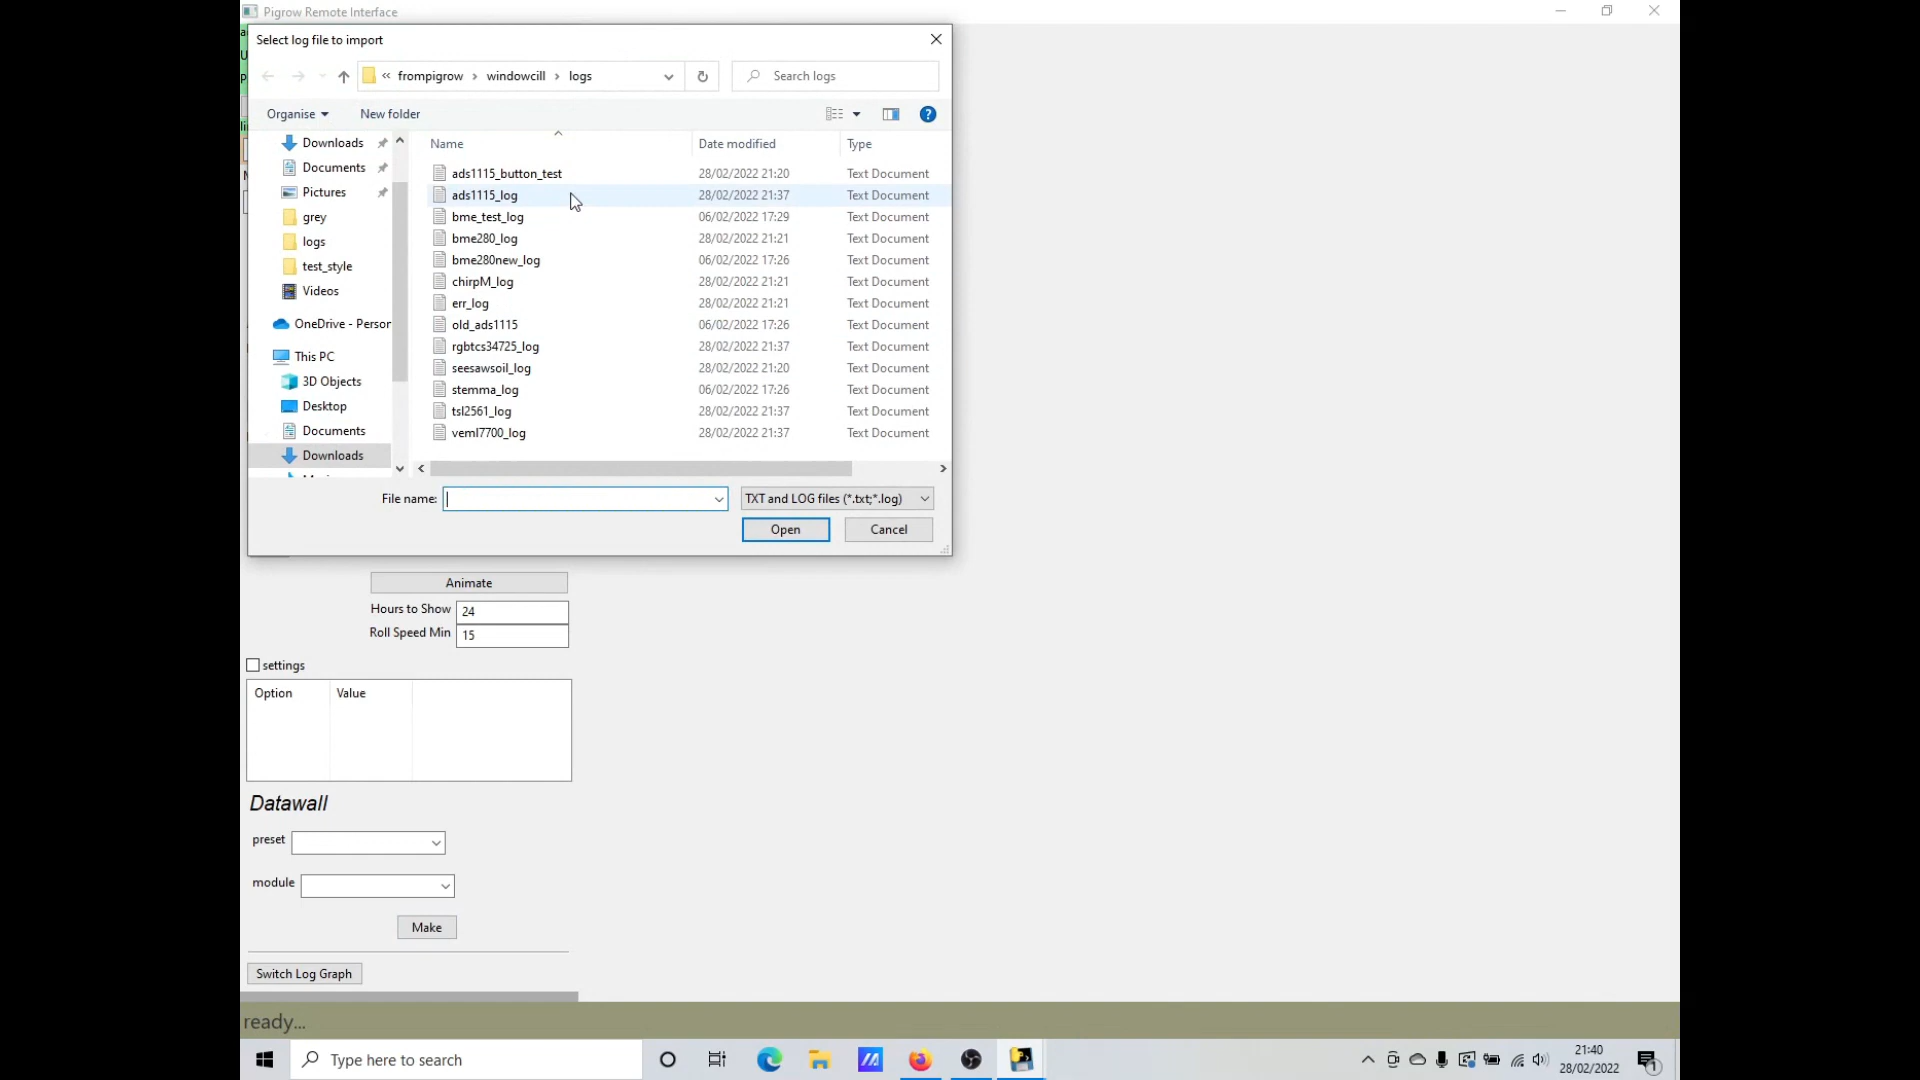 Pigrow Remote Interface
Select log file to import
« frompigrow › windowcill › logs
Search logs
Organise
New folder
Name Date modified Type
Downloads
Documents
Pictures
grey
logs
test_style
Videos
OneDrive - Person
This PC
3D Objects
Desktop
Documents
Downloads
ads1115_button_test 28/02/2022 21:20 Text Document
ads1115_log 28/02/2022 21:37 Text Document
bme_test_log 06/02/2022 17:29 Text Document
bme280_log 28/02/2022 21:21 Text Document
bme280new_log 06/02/2022 17:26 Text Document
chirpM_log 28/02/2022 21:21 Text Document
err_log 28/02/2022 21:21 Text Document
old_ads1115 06/02/2022 17:26 Text Document
rgbtcs34725_log 28/02/2022 21:37 Text Document
seesawsoil_log 28/02/2022 21:20 Text Document
stemma_log 06/02/2022 17:26 Text Document
tsl2561_log 28/02/2022 21:37 Text Document
veml7700_log 28/02/2022 21:37 Text Document
File name: TXT and LOG files (*.txt;*.log)
Open Cancel
Animate
Hours to Show 24
Roll Speed Min 15
settings
Option Value
Datawall
preset
module
Make
Switch Log Graph
ready...
Type here to search
21:40
28/02/2022
1